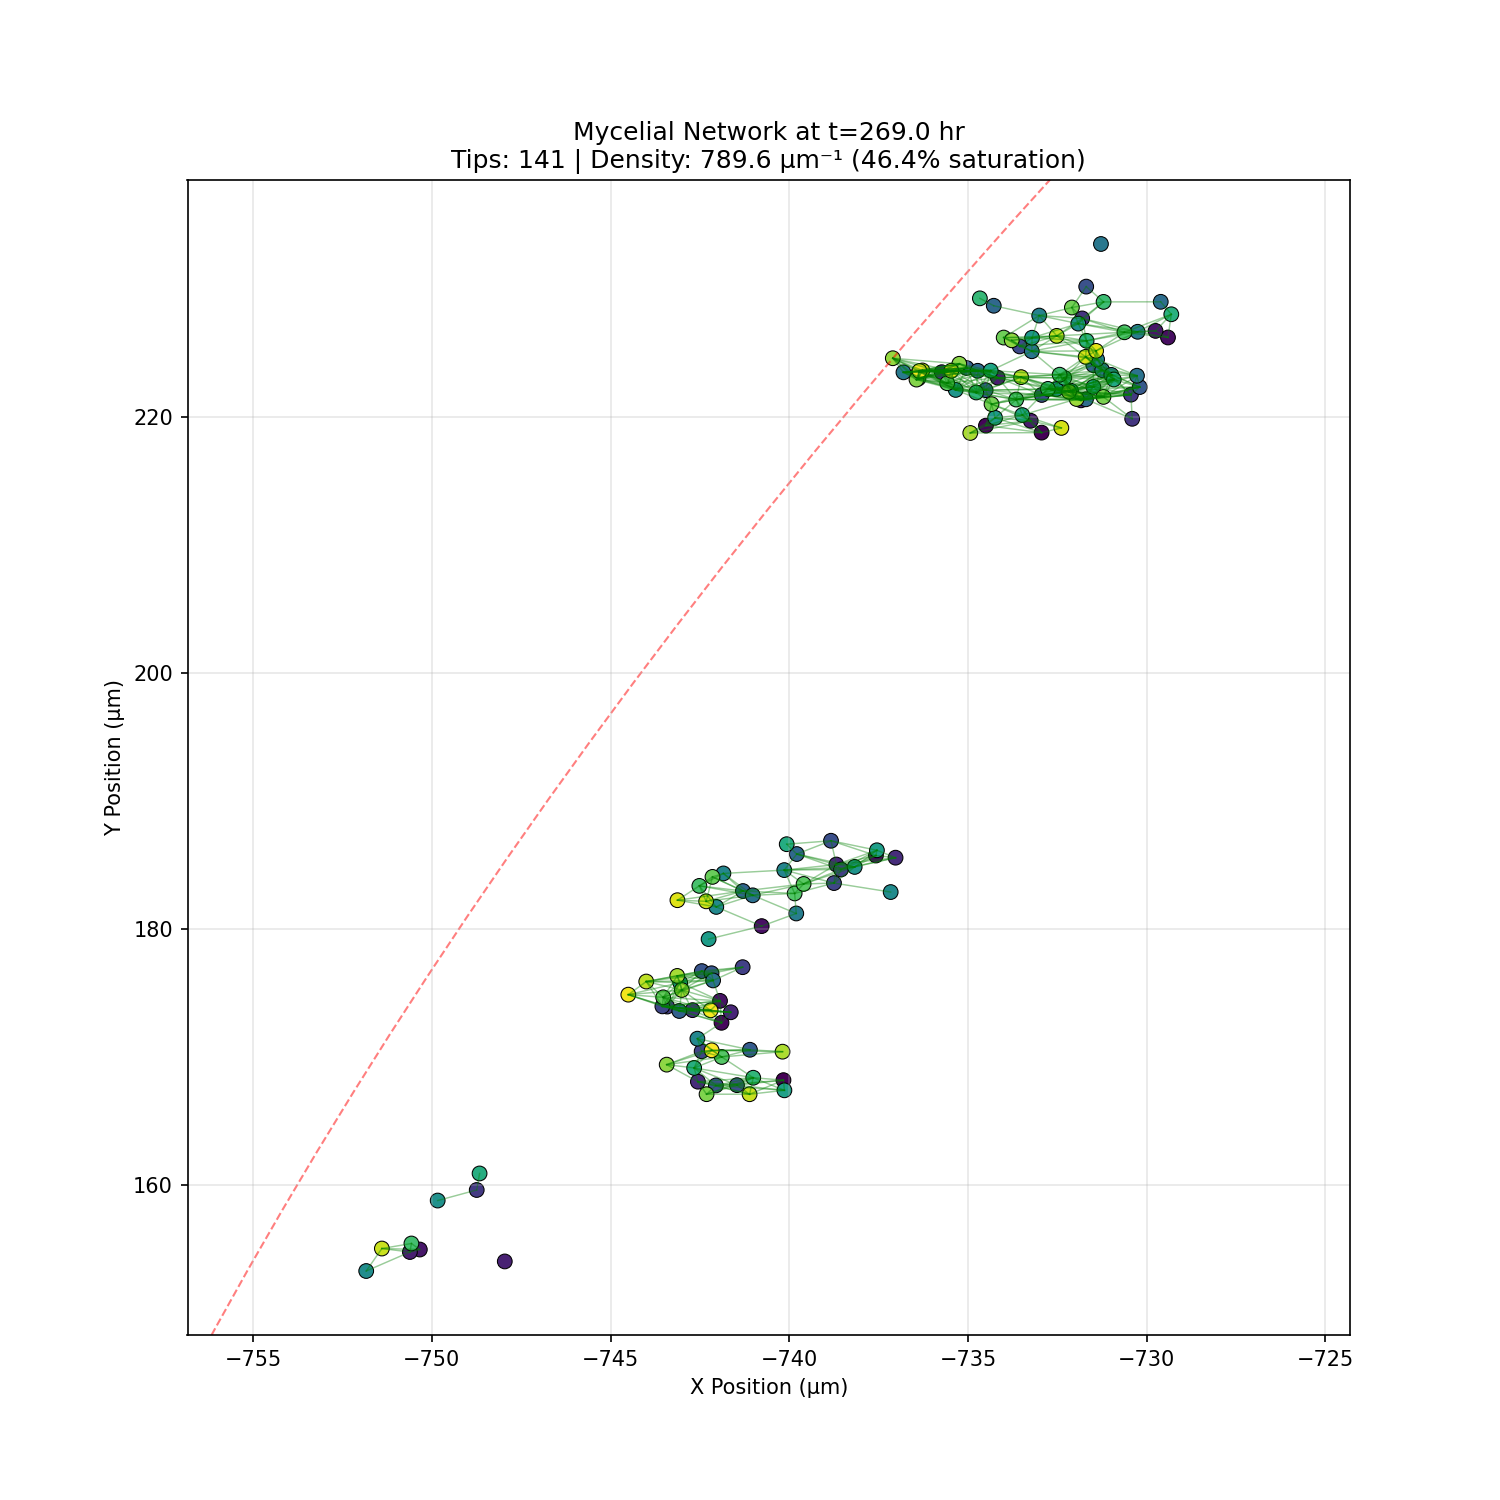 Mycelial Network at t=269.0 hr
Tips: 141 | Density: 789.6 μm⁻¹ (46.4% saturation)
Y Position (μm)
220
200
180
160
−755
−750
−745
−740
−735
−730
−725
X Position (μm)